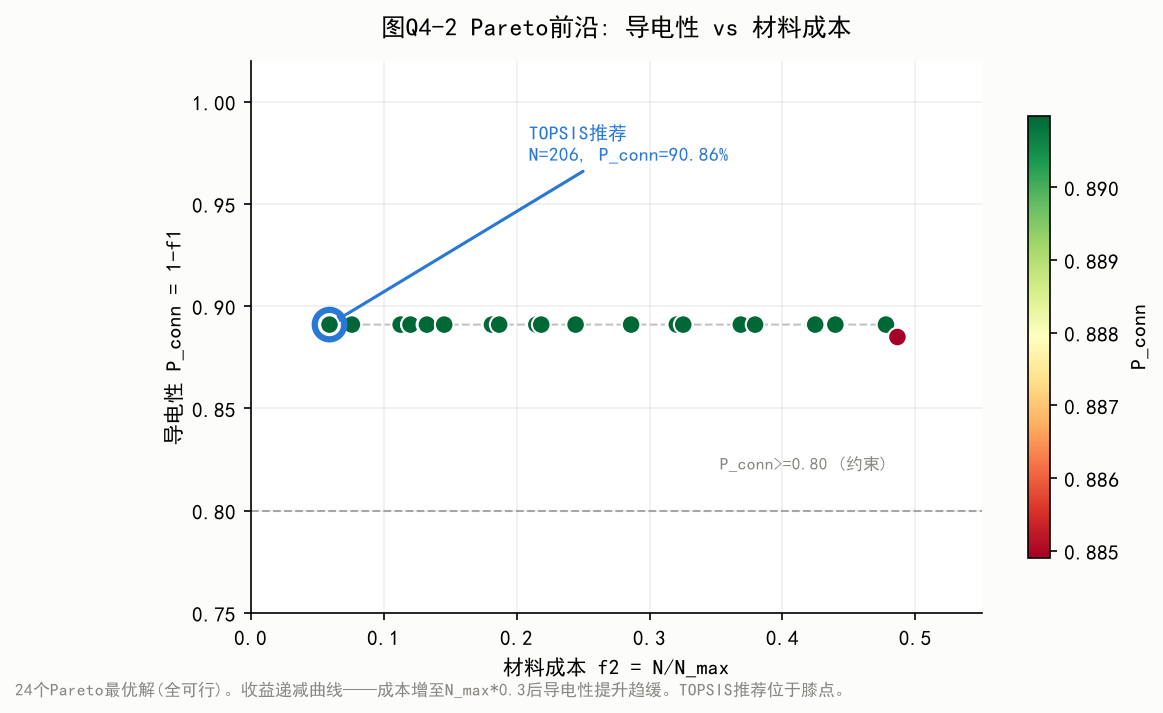 图Q4-2 Pareto前沿: 导电性 vs 材料成本
TOPSIS推荐
N=206, P_conn=90.86%
1.00
0.95
0.90
0.85
0.80
0.75
导电性 P_conn = 1-f1
P_conn>=0.80 (约束)
0.0
0.1
0.2
0.3
0.4
0.5
材料成本 f2 = N/N_max
0.890
0.889
0.888
0.887
0.886
0.885
P_conn
24个Pareto最优解(全可行)。收益递减曲线——成本增至N_max*0.3后导电性提升趋缓。TOPSIS推荐位于膝点。